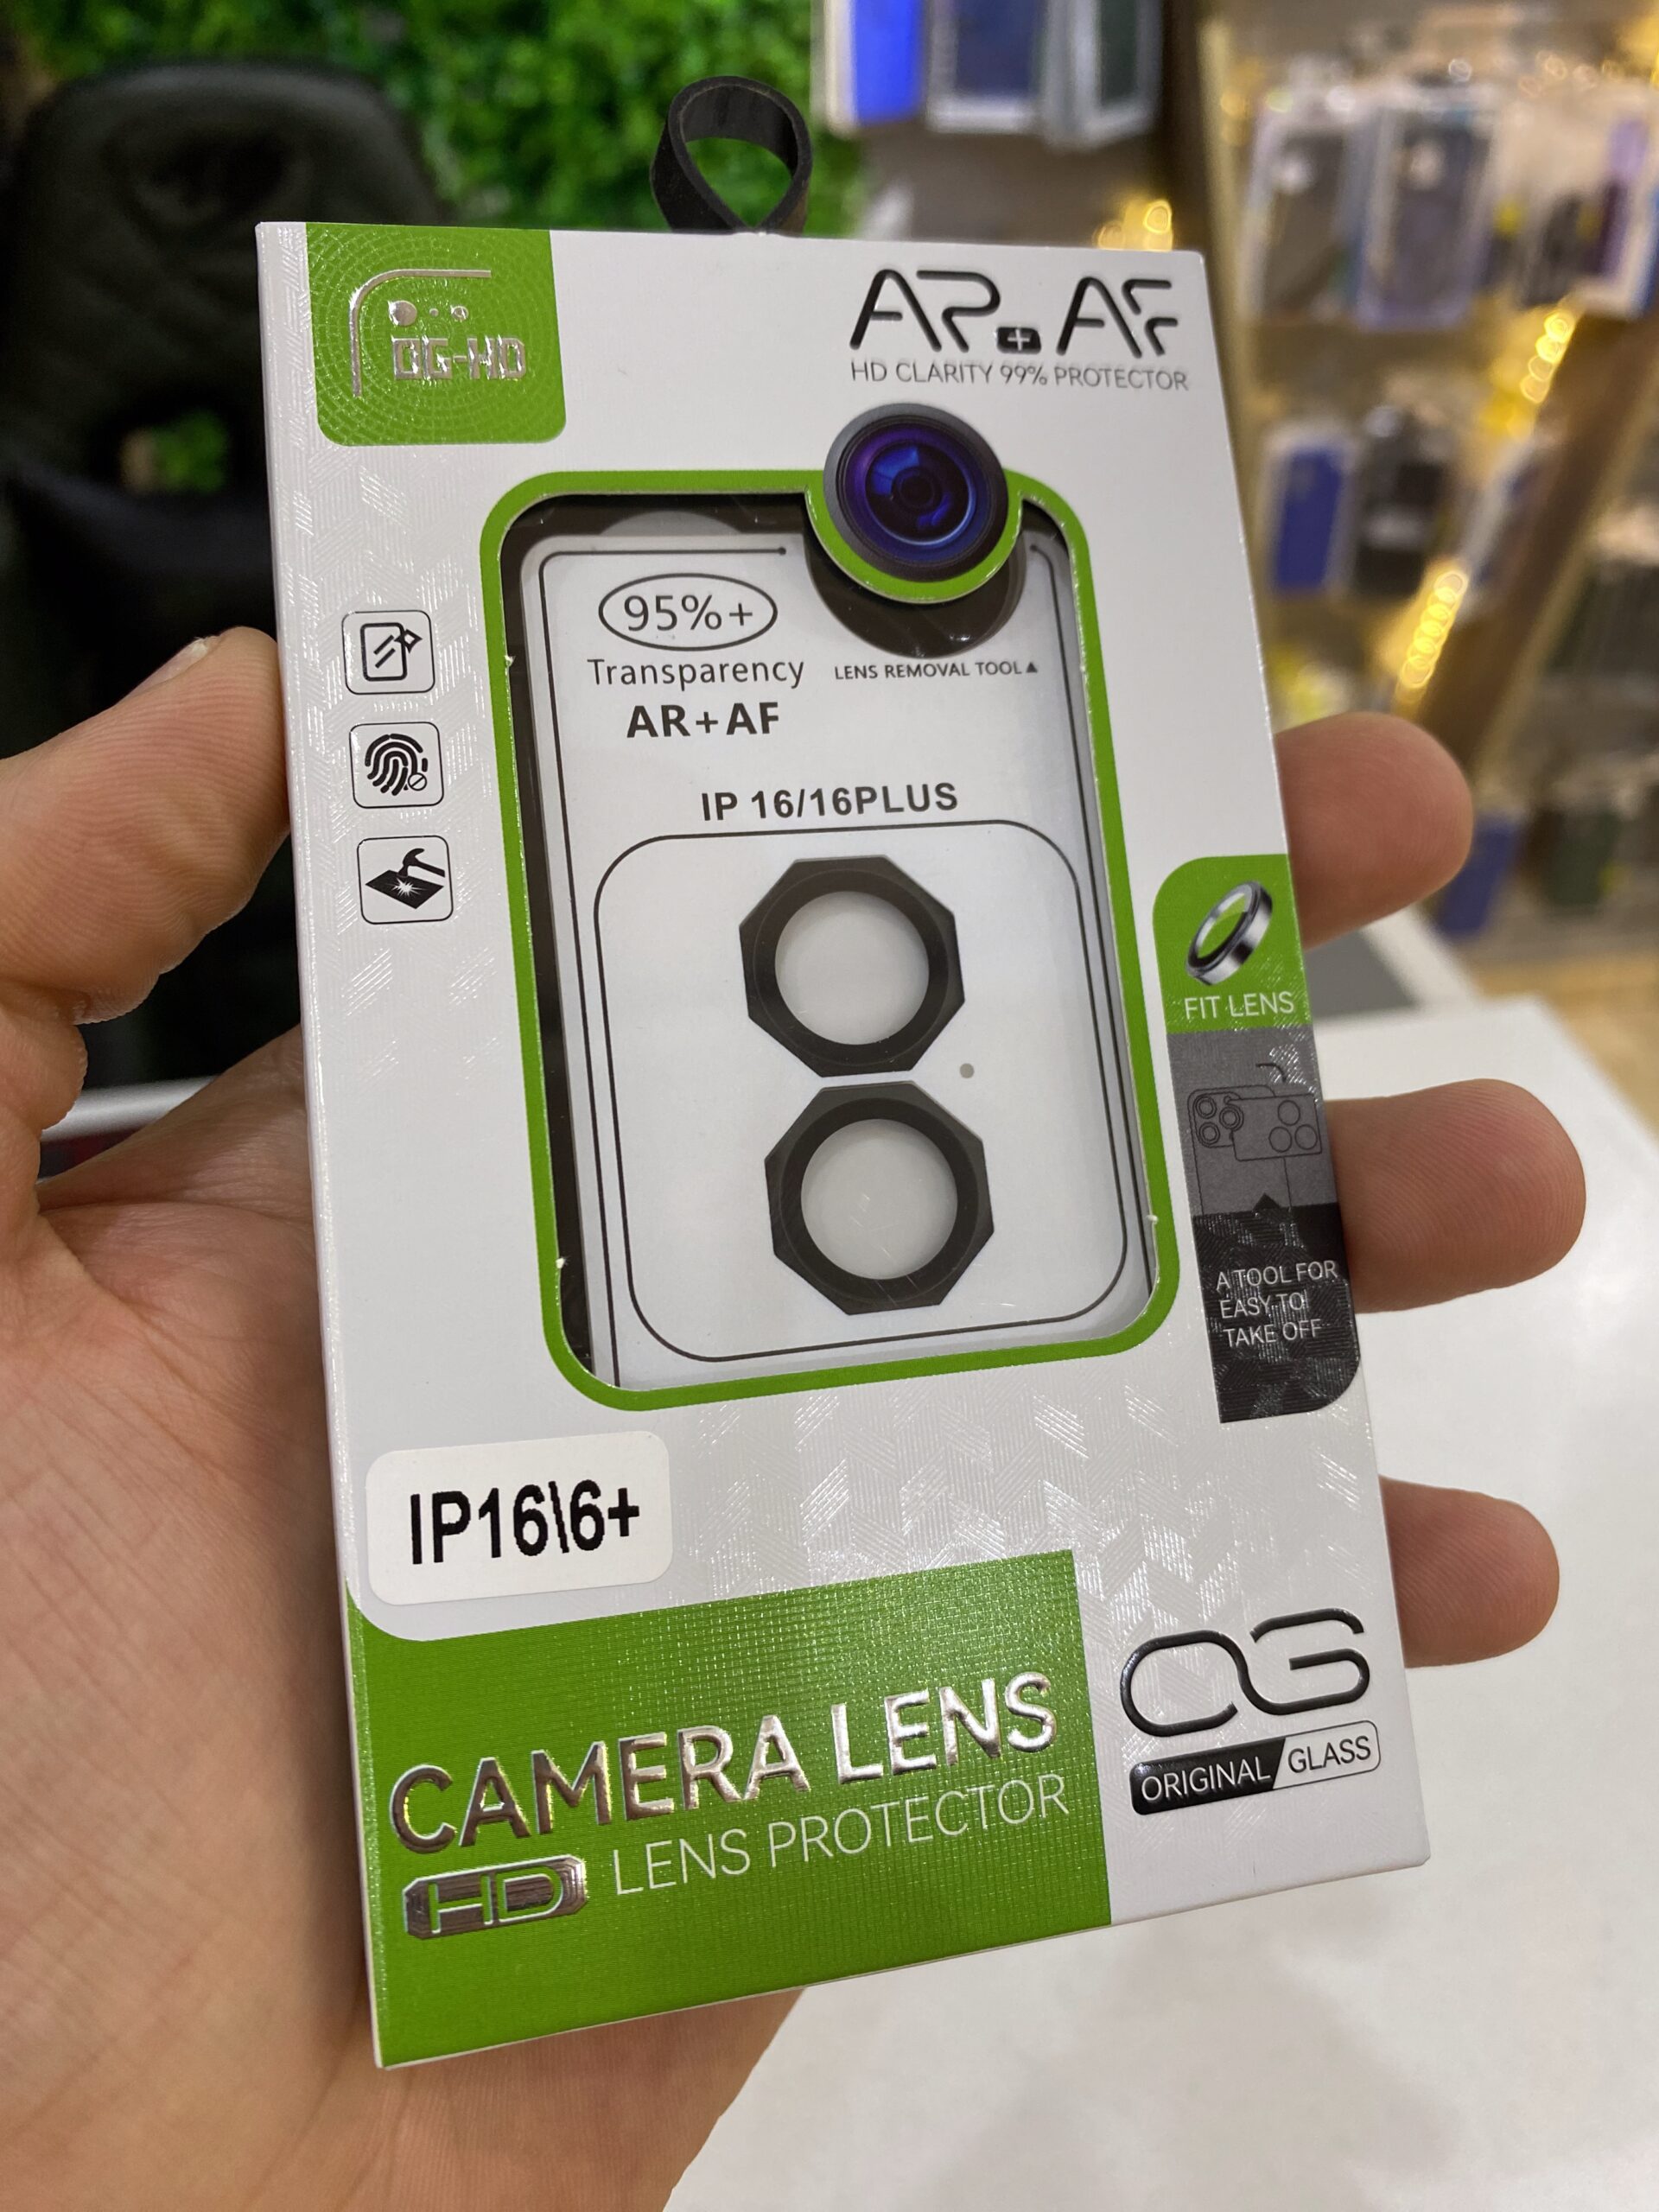 OG-HD
AR+AF
HD CLARITY 99% PROTECTOR
95%+
Transparency
LENS REMOVAL TOOL▲
AR+AF
IP 16/16PLUS
FIT LENS
A TOOL FOR
EASY TO
TAKE OFF
IP16\6+
CAMERA LENS
HD LENS PROTECTOR
OG
ORIGINAL GLASS